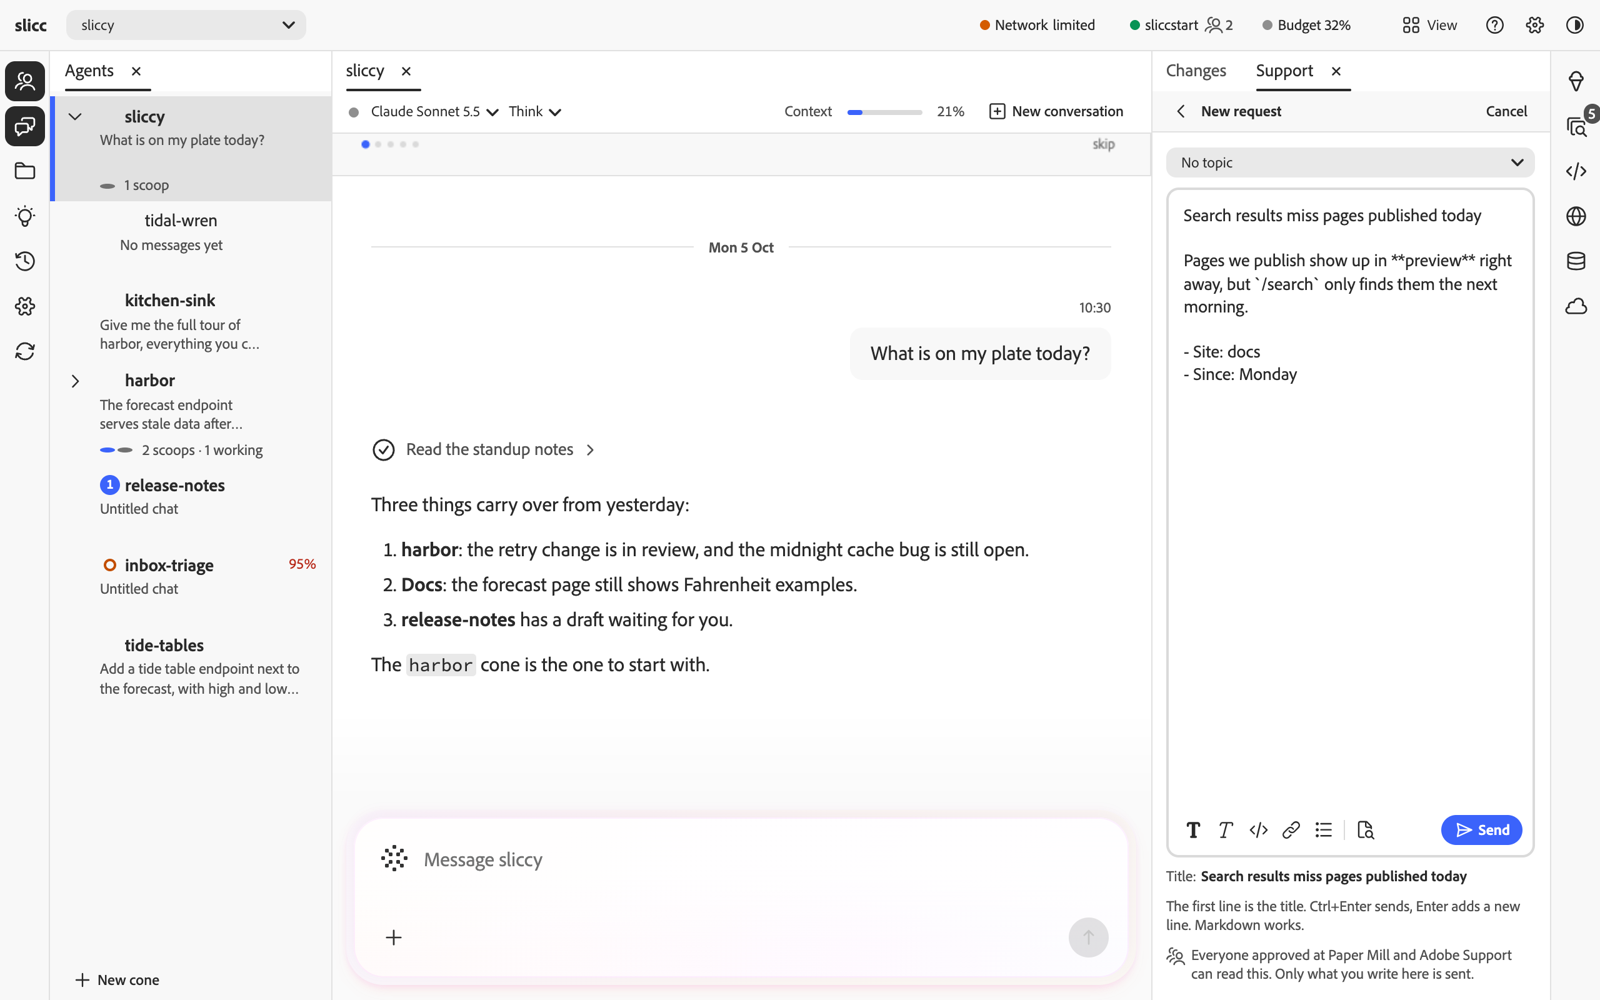 slicc
sliccy
Network limited
sliccstart 2
Budget 32%
View
Agents
sliccy
What is on my plate today?
1 scoop
tidal-wren
No messages yet
kitchen-sink
Give me the full tour of
harbor, everything you c...
harbor
The forecast endpoint
serves stale data after...
2 scoops · 1 working
1 release-notes
Untitled chat
inbox-triage 95%
Untitled chat
tide-tables
Add a tide table endpoint next to
the forecast, with high and low...
New cone
sliccy
Claude Sonnet 5.5 Think
Context 21% New conversation
skip
Mon 5 Oct
10:30
What is on my plate today?
Read the standup notes
Three things carry over from yesterday:
1. harbor: the retry change is in review, and the midnight cache bug is still open.
2. Docs: the forecast page still shows Fahrenheit examples.
3. release-notes has a draft waiting for you.
The harbor cone is the one to start with.
Message sliccy
Changes Support
New request Cancel
No topic
Search results miss pages published today
Pages we publish show up in **preview** right
away, but `/search` only finds them the next
morning.
- Site: docs
- Since: Monday
Send
Title: Search results miss pages published today
The first line is the title. Ctrl+Enter sends, Enter adds a new
line. Markdown works.
Everyone approved at Paper Mill and Adobe Support
can read this. Only what you write here is sent.
5